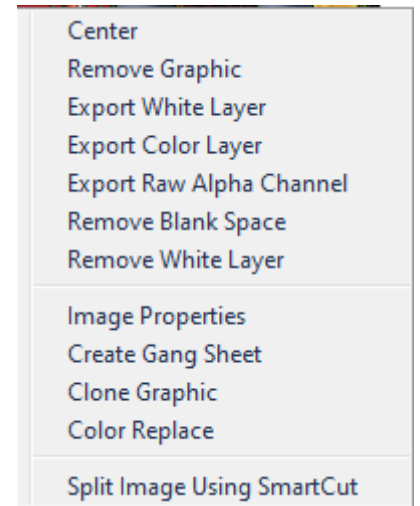 Center
Remove Graphic
Export White Layer
Export Color Layer
Export Raw Alpha Channel
Remove Blank Space
Remove White Layer
Image Properties
Create Gang Sheet
Clone Graphic
Color Replace
Split Image Using SmartCut